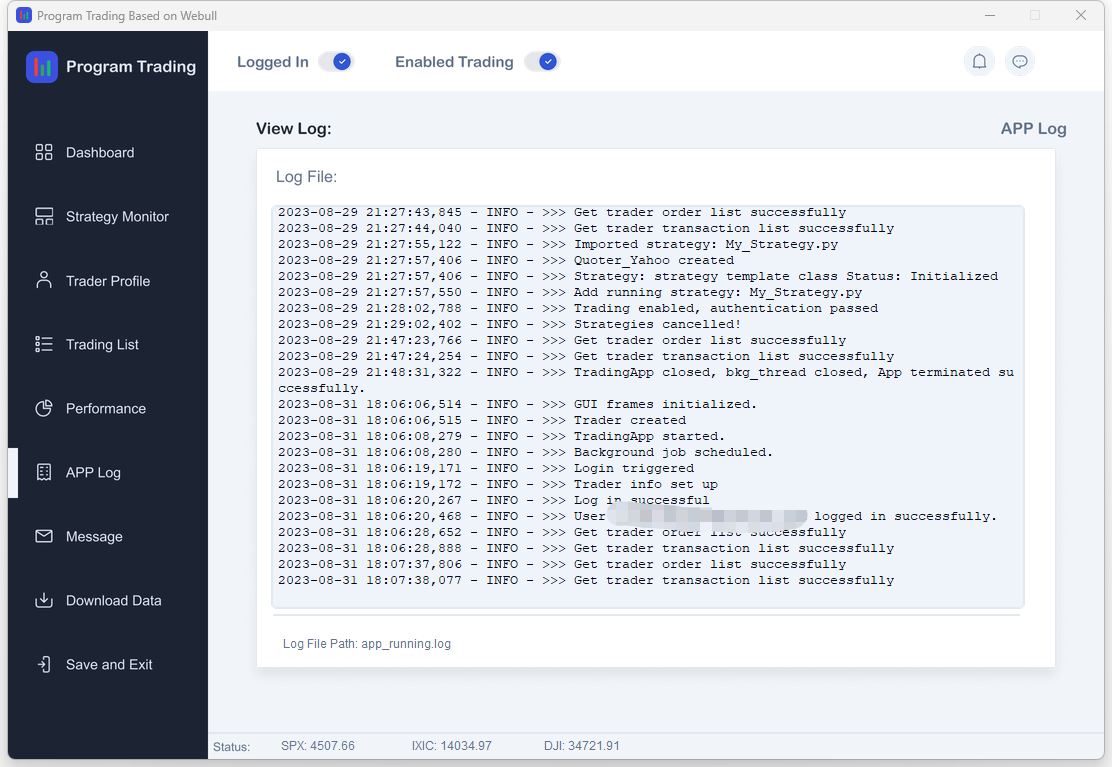 Program Trading Based on Webull
Program Trading
Logged In
Enabled Trading
Dashboard
Strategy Monitor
Trader Profile
Trading List
Performance
APP Log
Message
Download Data
Save and Exit
View Log:
APP Log
Log File:
2023-08-29 21:27:43,845 - INFO - >>> Get trader order list successfully
2023-08-29 21:27:44,040 - INFO - >>> Get trader transaction list successfully
2023-08-29 21:27:55,122 - INFO - >>> Imported strategy: My_Strategy.py
2023-08-29 21:27:57,406 - INFO - >>> Quoter_Yahoo created
2023-08-29 21:27:57,406 - INFO - >>> Strategy: strategy template class Status: Initialized
2023-08-29 21:27:57,550 - INFO - >>> Add running strategy: My_Strategy.py
2023-08-29 21:28:02,788 - INFO - >>> Trading enabled, authentication passed
2023-08-29 21:29:02,402 - INFO - >>> Strategies cancelled!
2023-08-29 21:47:23,766 - INFO - >>> Get trader order list successfully
2023-08-29 21:47:24,254 - INFO - >>> Get trader transaction list successfully
2023-08-29 21:48:31,322 - INFO - >>> TradingApp closed, bkg_thread closed, App terminated su
ccessfully.
2023-08-31 18:06:06,514 - INFO - >>> GUI frames initialized.
2023-08-31 18:06:06,515 - INFO - >>> Trader created
2023-08-31 18:06:08,279 - INFO - >>> TradingApp started.
2023-08-31 18:06:08,280 - INFO - >>> Background job scheduled.
2023-08-31 18:06:19,171 - INFO - >>> Login triggered
2023-08-31 18:06:19,172 - INFO - >>> Trader info set up
2023-08-31 18:06:20,267 - INFO - >>> Log in successful
2023-08-31 18:06:20,468 - INFO - >>> User logged in successfully.
2023-08-31 18:06:28,652 - INFO - >>> Get trader order list successfully
2023-08-31 18:06:28,888 - INFO - >>> Get trader transaction list successfully
2023-08-31 18:07:37,806 - INFO - >>> Get trader order list successfully
2023-08-31 18:07:38,077 - INFO - >>> Get trader transaction list successfully
Log File Path: app_running.log
Status:
SPX: 4507.66
IXIC: 14034.97
DJI: 34721.91